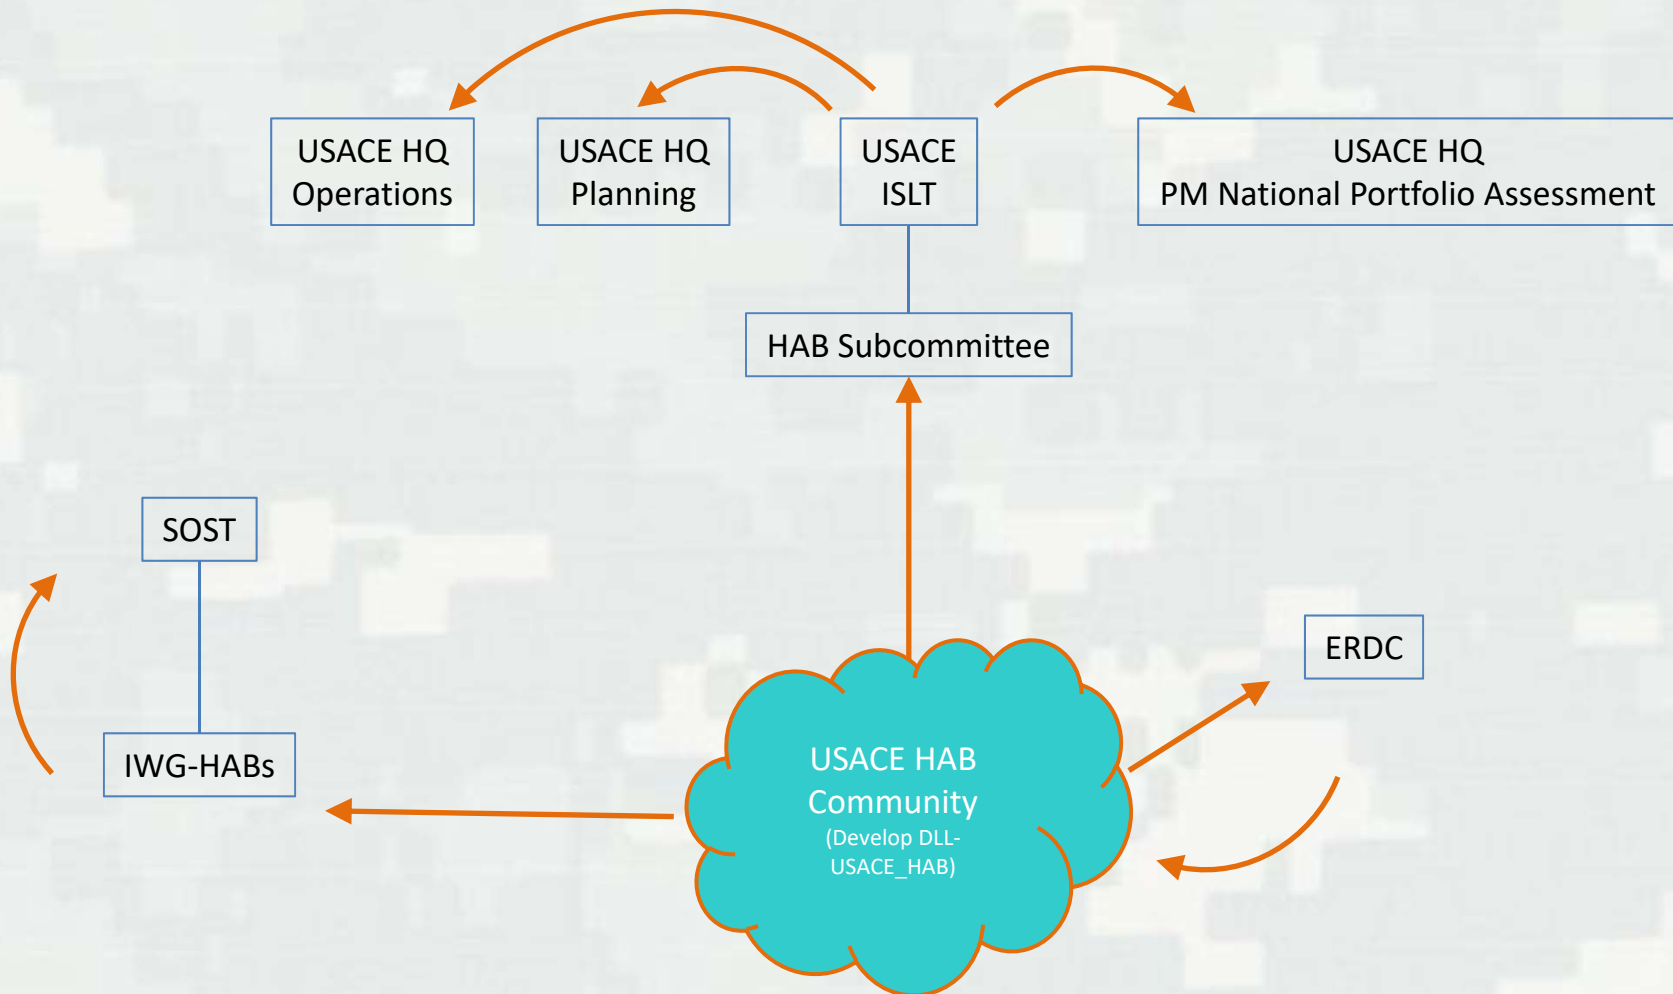 USACE HQ
Operations
USACE HQ
Planning
USACE
ISLT
USACE HQ
PM National Portfolio Assessment
HAB Subcommittee
SOST
ERDC
IWG-HABs
USACE HAB
Community
(Develop DLL-
USACE_HAB)